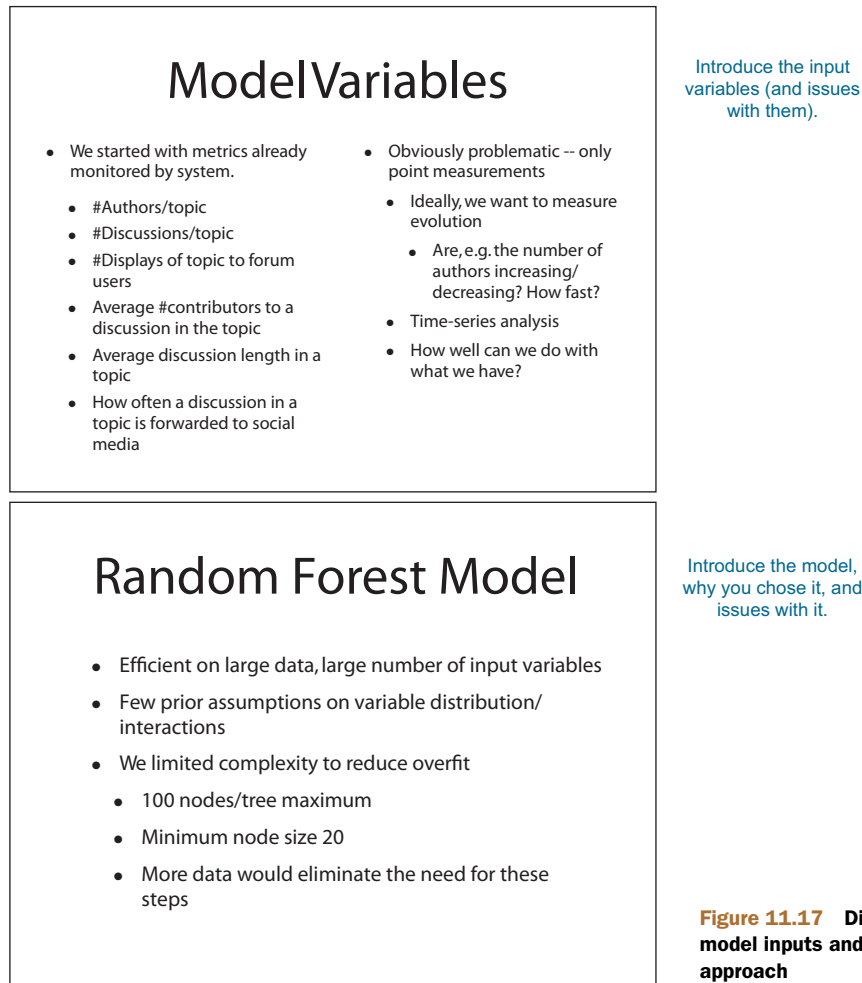 Model Variables
Introduce the input
variables (and issues
with them).
• We started with metrics already
monitored by system.
• #Authors/topic
• #Discussions/topic
• #Displays of topic to forum
users
• Average #contributors to a
discussion in the topic
• Average discussion length in a
topic
• How often a discussion in a
topic is forwarded to social
media
• Obviously problematic -- only
point measurements
• Ideally, we want to measure
evolution
• Are, e.g. the number of
authors increasing/
decreasing? How fast?
• Time-series analysis
• How well can we do with
what we have?
Random Forest Model
Introduce the model,
why you chose it, and
issues with it.
• Efficient on large data, large number of input variables
• Few prior assumptions on variable distribution/
interactions
• We limited complexity to reduce overfit
• 100 nodes/tree maximum
• Minimum node size 20
• More data would eliminate the need for these
steps
Figure 11.17 Di
model inputs and
approach